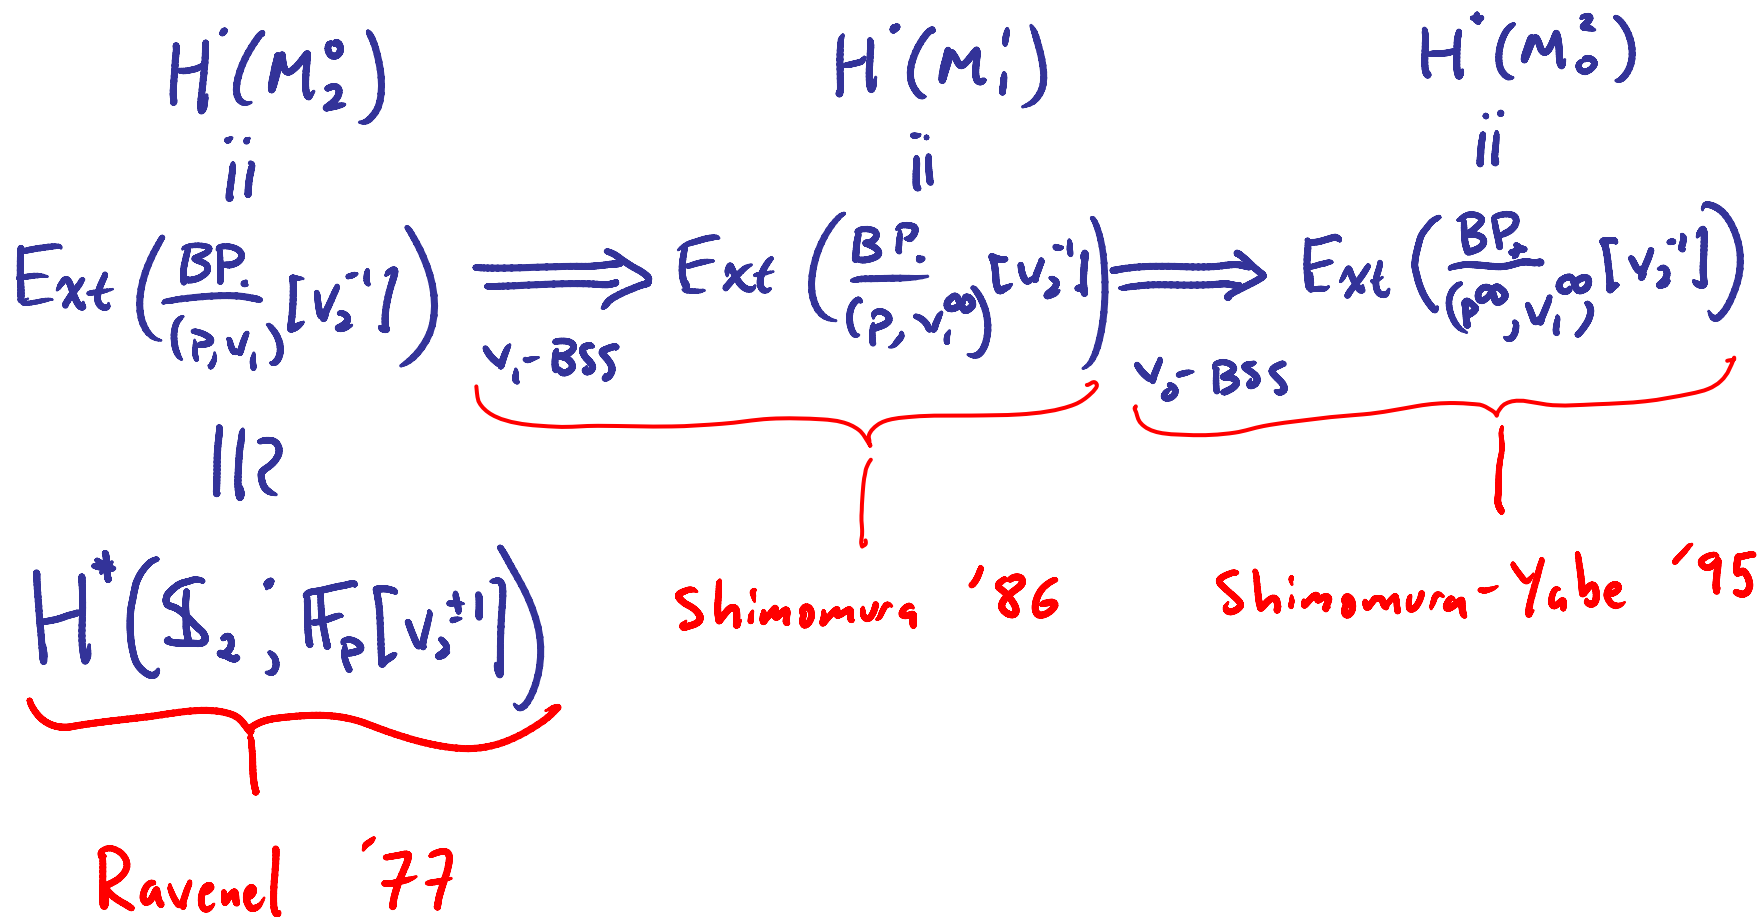 H^•(M_2^0) H^•(M_1^1) H^•(M_0^2)
Ext(BP_•/(p,v_1)[v_2^{-1}]) ⟹ Ext(BP_•/(p,v_1^∞)[v_2^{-1}]) ⟹ Ext(BP_*/(p^∞,v_1^∞)[v_2^{-1}])
v_1-BSS v_0-BSS
≅
H^*(𝕊_2; 𝔽_p[v_2^{±1}])
Shimomura '86 Shimomura-Yabe '95
Ravenel '77